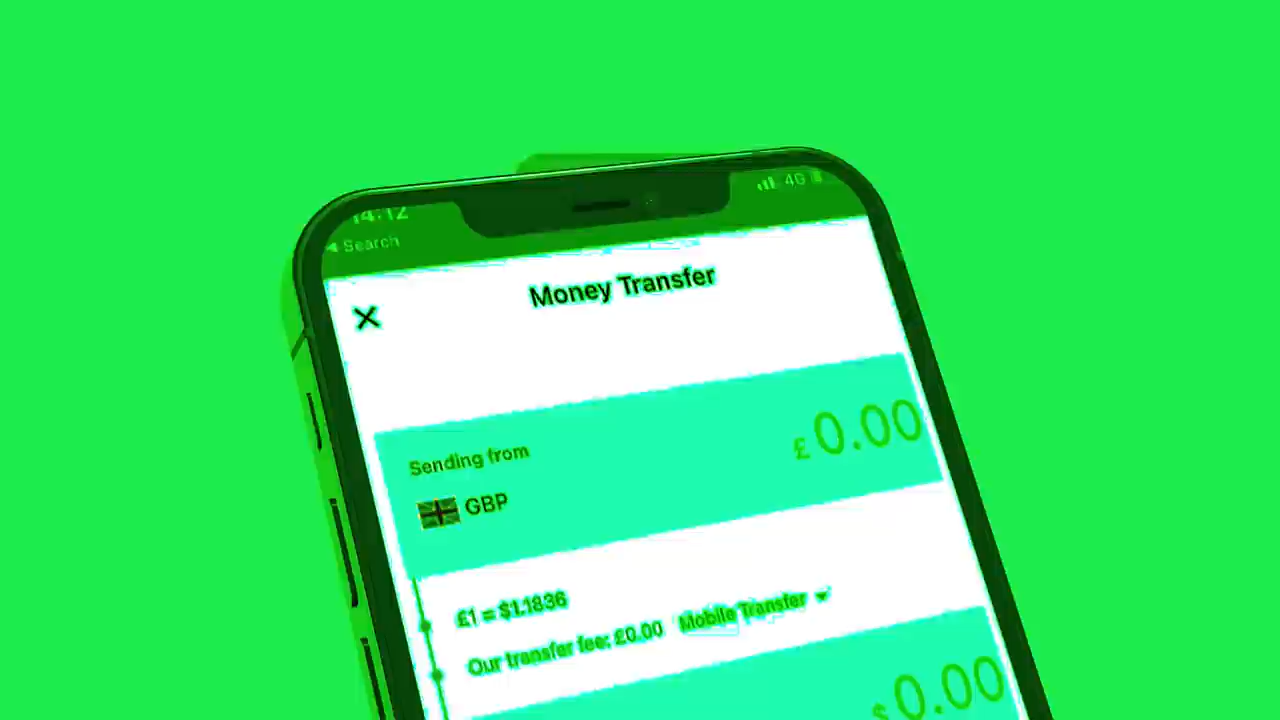 14:12
4G
Search
Money Transfer
Sending from
£0.00
GBP
£1 = $1.1836
Our transfer fee: £0.00 Mobile Transfer
$0.00